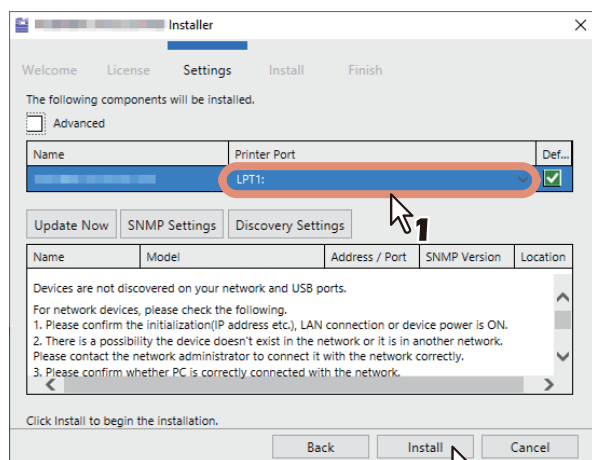 Installer
Welcome License Settings Install Finish
The following components will be installed.
Advanced
Name Printer Port Def...
LPT1:
1
Update Now SNMP Settings Discovery Settings
Name Model Address / Port SNMP Version Location
Devices are not discovered on your network and USB ports.
For network devices, please check the following.
1. Please confirm the initialization(IP address etc.), LAN connection or device power is ON.
2. There is a possibility the device doesn't exist in the network or it is in another network.
Please contact the network administrator to connect it with the network correctly.
3. Please confirm whether PC is correctly connected with the network.
Click Install to begin the installation.
Back Install Cancel